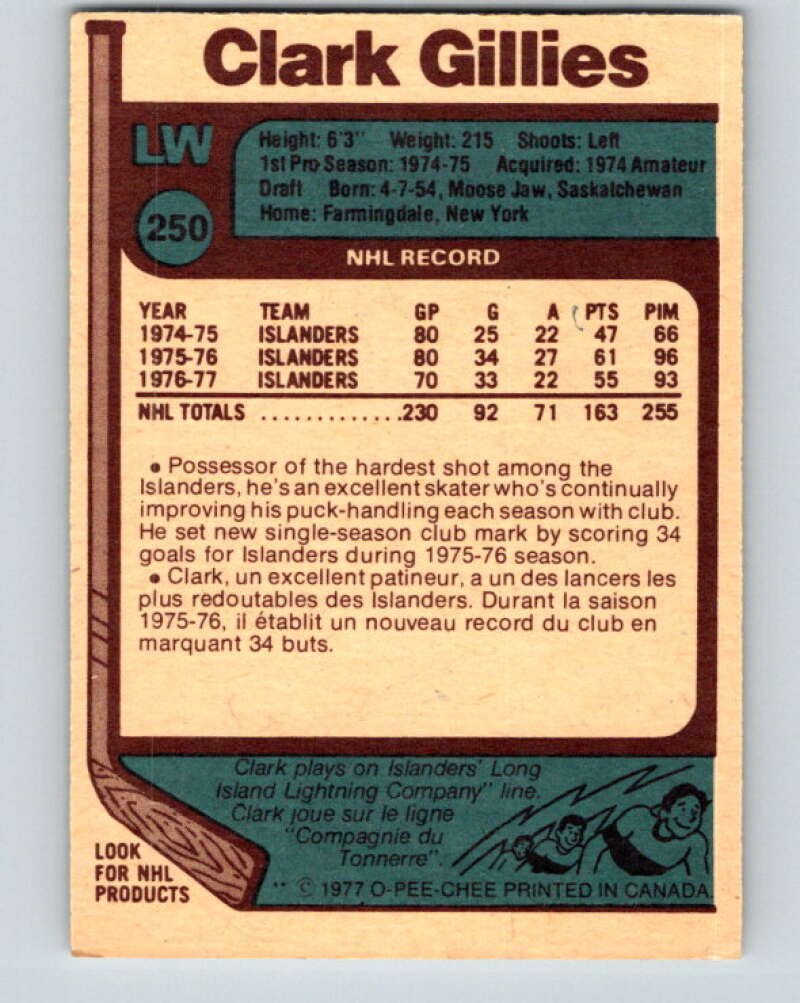 Clark Gillies
LW
250
Height: 6'3" Weight: 215 Shoots: Left
1st Pro Season: 1974-75 Acquired: 1974 Amateur
Draft Born: 4-7-54, Moose Jaw, Saskatchewan
Home: Farmingdale, New York
NHL RECORD
YEAR TEAM GP G A PTS PIM
1974-75 ISLANDERS 80 25 22 47 66
1975-76 ISLANDERS 80 34 27 61 96
1976-77 ISLANDERS 70 33 22 55 93
NHL TOTALS .............230 92 71 163 255
• Possessor of the hardest shot among the
Islanders, he's an excellent skater who's continually
improving his puck-handling each season with club.
He set new single-season club mark by scoring 34
goals for Islanders during 1975-76 season.
• Clark, un excellent patineur, a un des lancers les
plus redoutables des Islanders. Durant la saison
1975-76, il établit un nouveau record du club en
marquant 34 buts.
Clark plays on Islanders' Long
Island Lightning Company" line.
Clark joue sur le ligne
"Compagnie du
Tonnerre".
LOOK
FOR NHL
PRODUCTS
** © 1977 O-PEE-CHEE PRINTED IN CANADA